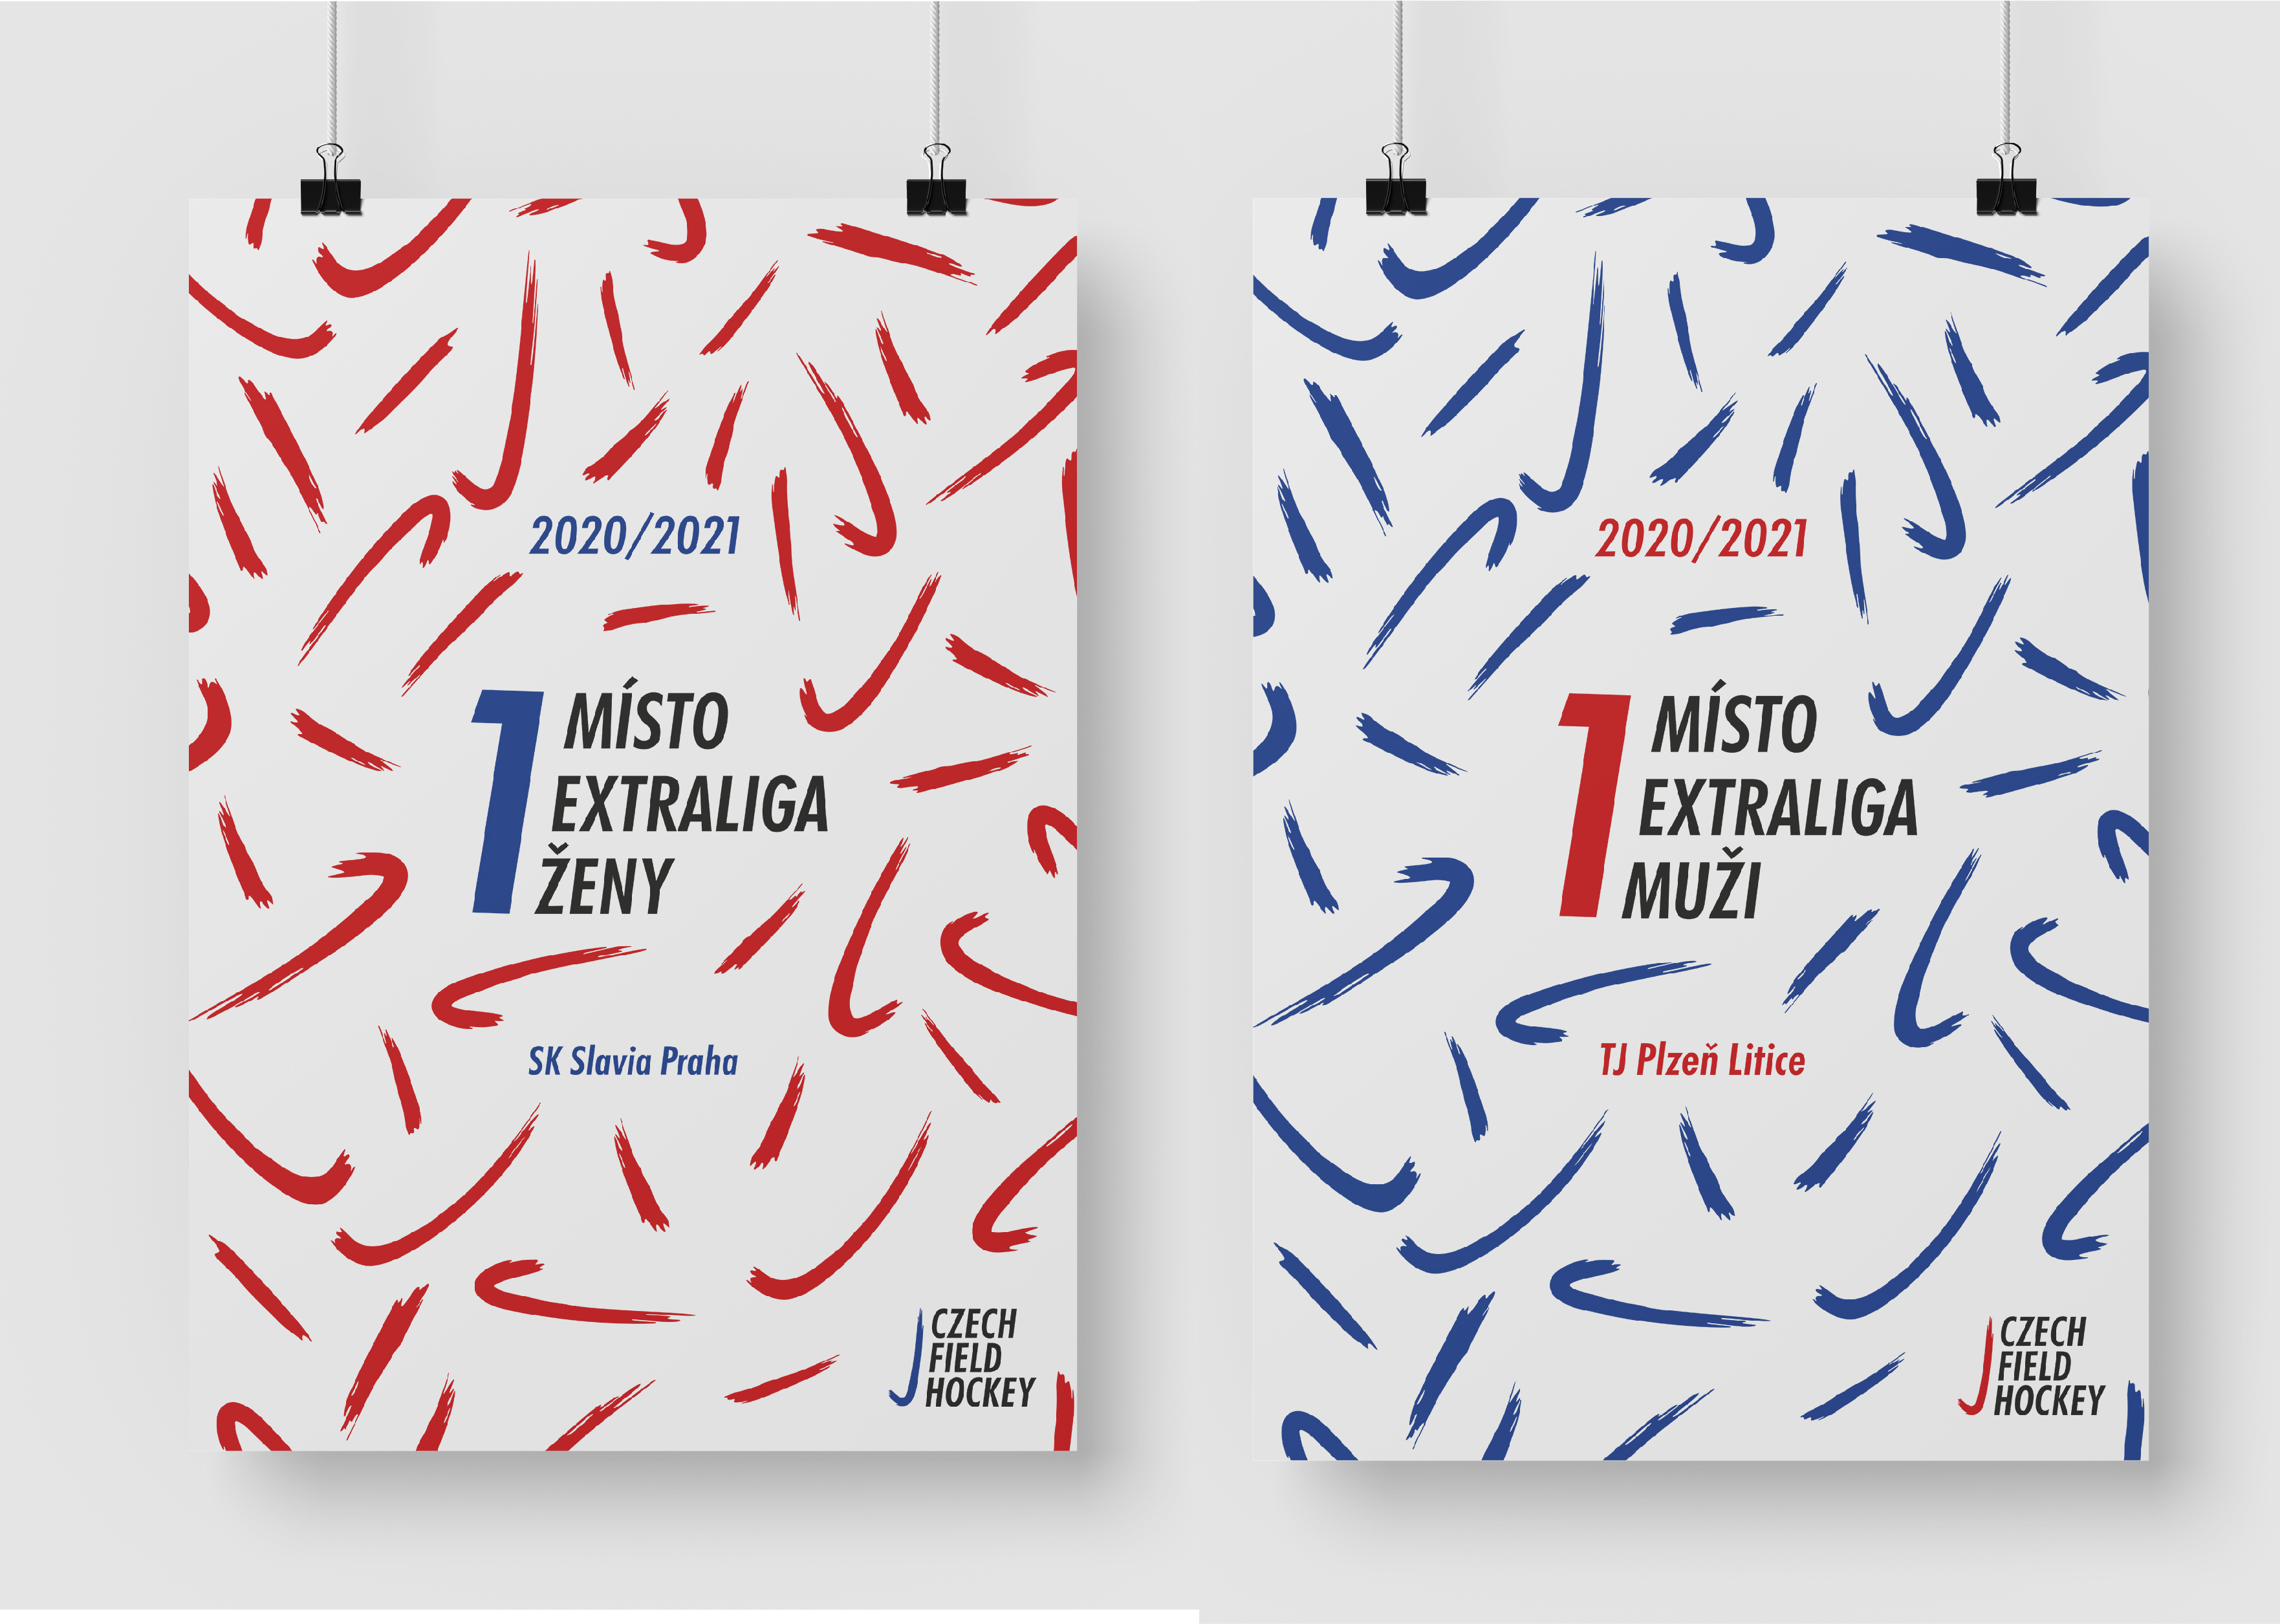 2020/2021
1 MÍSTO
EXTRALIGA
ŽENY
SK Slavia Praha
CZECH
FIELD
HOCKEY
2020/2021
1 MÍSTO
EXTRALIGA
MUŽI
TJ Plzeň Litice
CZECH
FIELD
HOCKEY